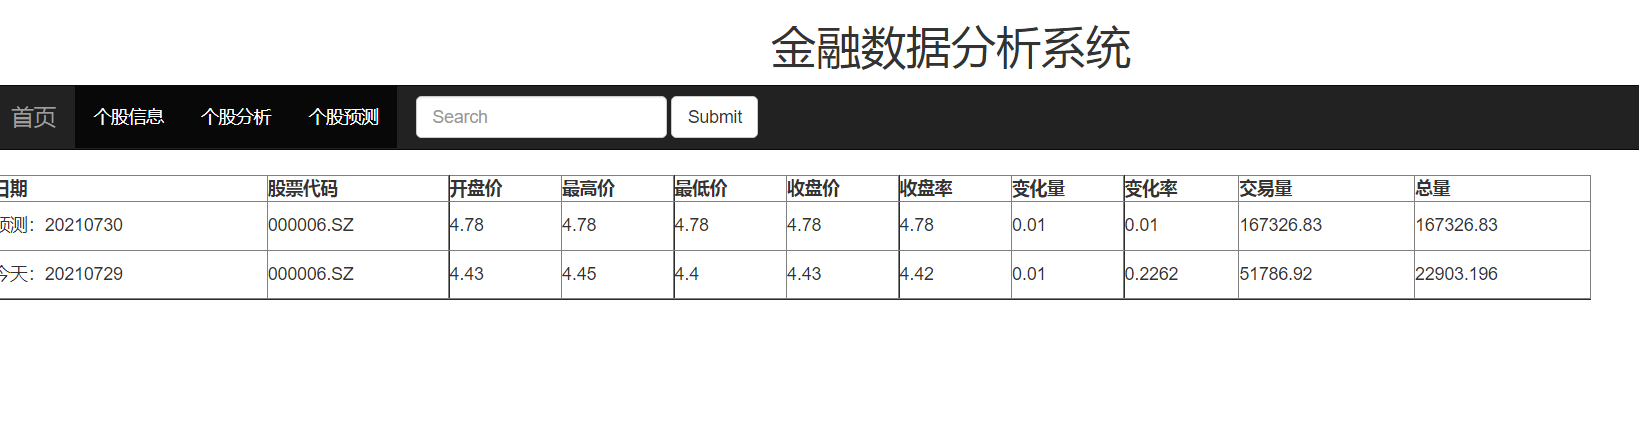 金融数据分析系统
首页 个股信息 个股分析 个股预测 Search Submit
日期 股票代码 开盘价 最高价 最低价 收盘价 收盘率 变化量 变化率 交易量 总量
预测：20210730 000006.SZ 4.78 4.78 4.78 4.78 4.78 0.01 0.01 167326.83 167326.83
今天：20210729 000006.SZ 4.43 4.45 4.4 4.43 4.42 0.01 0.2262 51786.92 22903.196